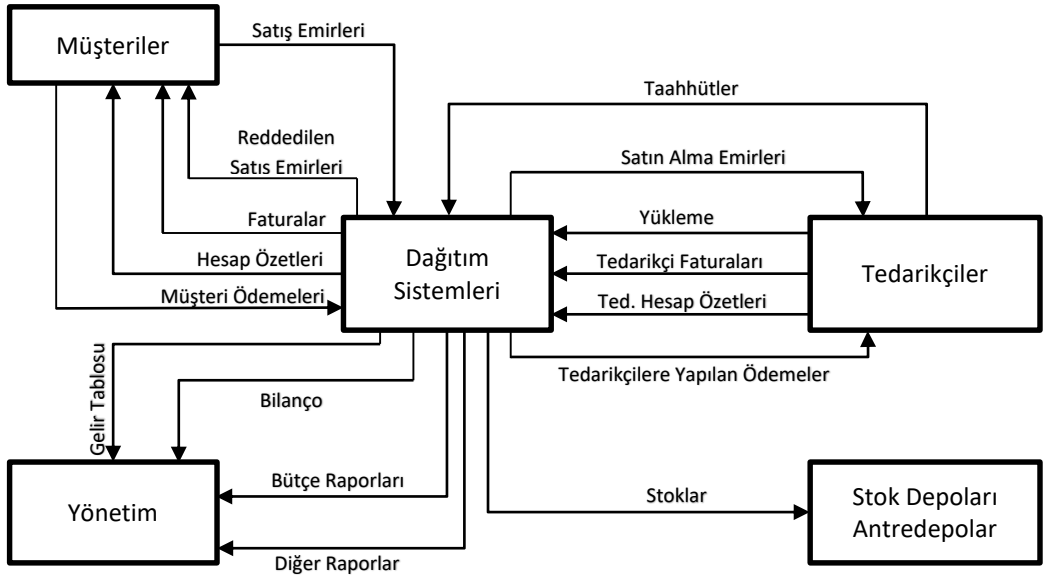 Satış Emirleri
Müşteriler
Taahhütler
Reddedilen
Satıs Emirleri
Satın Alma Emirleri
Faturalar
Yükleme
Hesap Özetleri
Dağıtım
Sistemleri
Tedarikçi Faturaları
Tedarikçiler
Müşteri Ödemeleri
Ted. Hesap Özetleri
Gelir Tablosu
Tedarikçilere Yapılan Ödemeler
Bilanço
Bütçe Raporları
Yönetim
Stoklar
Stok Depoları
Antredepolar
Diğer Raporlar